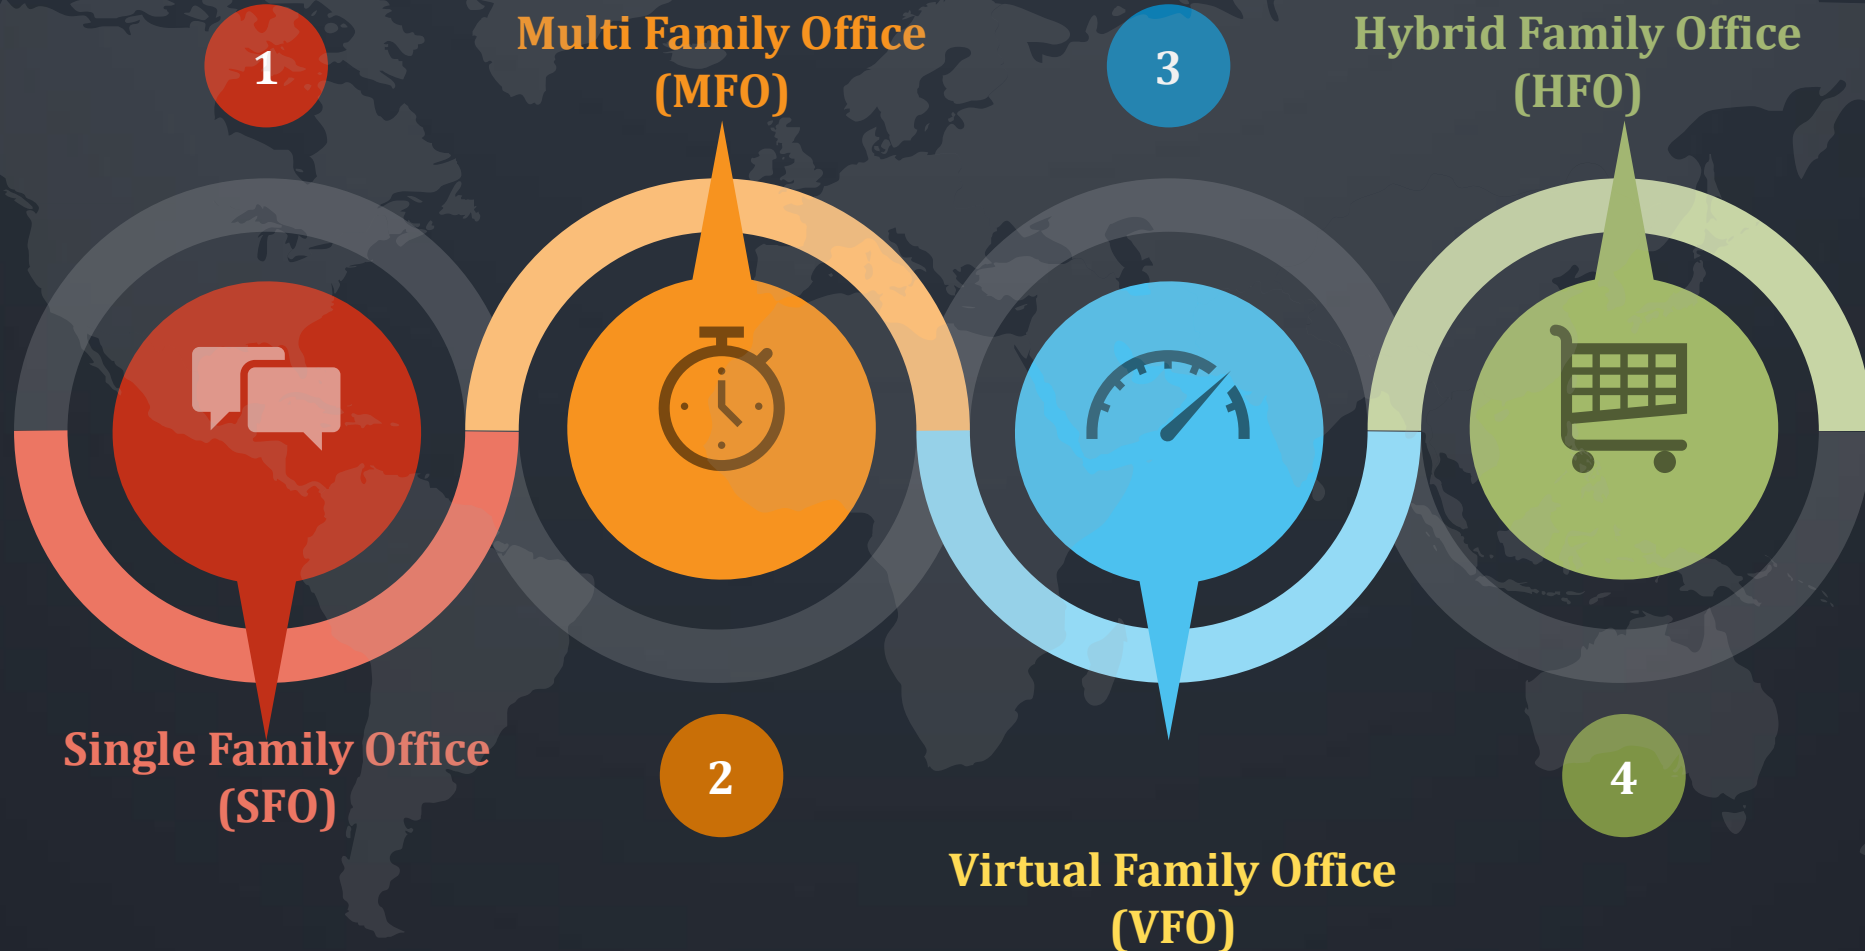 1
Single Family Office
(SFO)
Multi Family Office
(MFO)
2
3
Virtual Family Office
(VFO)
Hybrid Family Office
(HFO)
4